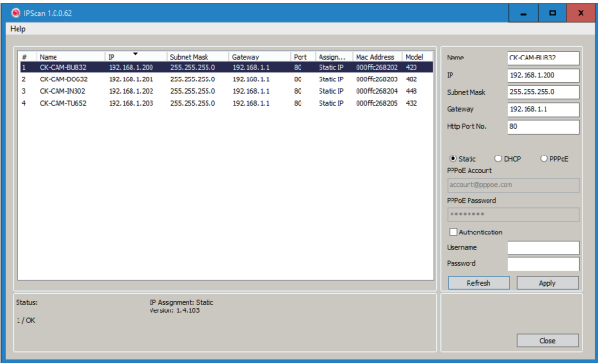 IPScan 1.0.0.62
Help
# Name IP Subnet Mask Gateway Port Assign... Mac Address Model
1 CK-CAM-BU832 192.168.1.200 255.255.255.0 192.168.1.1 80 Static IP 000ffc268202 423
2 CK-CAM-DO632 192.168.1.201 255.255.255.0 192.168.1.1 80 Static IP 000ffc268203 402
3 CK-CAM-IN302 192.168.1.202 255.255.255.0 192.168.1.1 80 Static IP 000ffc268204 448
4 CK-CAM-TU652 192.168.1.203 255.255.255.0 192.168.1.1 80 Static IP 000ffc268205 432
Name CK-CAM-BU832
IP 192.168.1.200
Subnet Mask 255.255.255.0
Gateway 192.168.1.1
Http Port No. 80
Static DHCP PPPoE
PPPoE Account
account@pppoe.com
PPPoE Password
********
Authentication
Username
Password
Refresh Apply
Status: IP Assignment: Static
Version: 1.4.103
1 / OK
Close